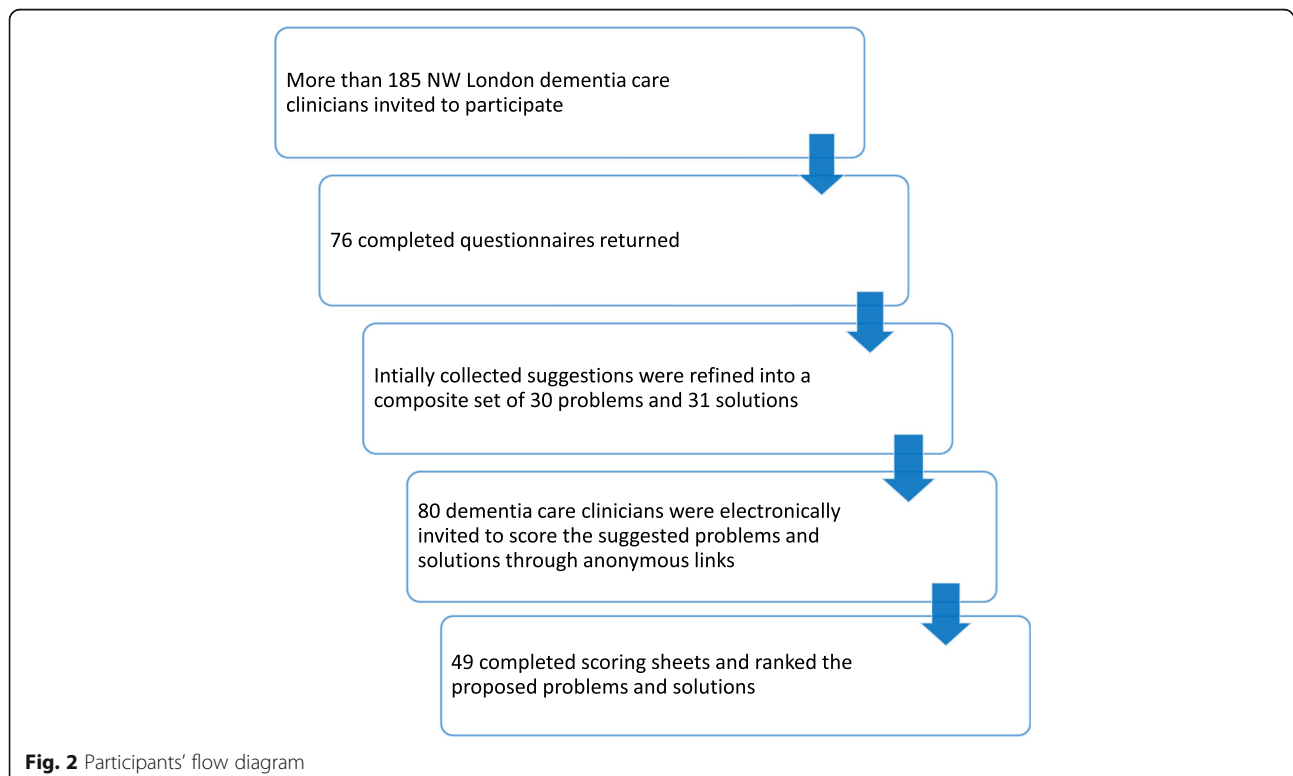 More than 185 NW London dementia care
clinicians invited to participate
76 completed questionnaires returned
Intially collected suggestions were refined into a
composite set of 30 problems and 31 solutions
80 dementia care clinicians were electronically
invited to score the suggested problems and
solutions through anonymous links
49 completed scoring sheets and ranked the
proposed problems and solutions
Fig. 2 Participants’ flow diagram